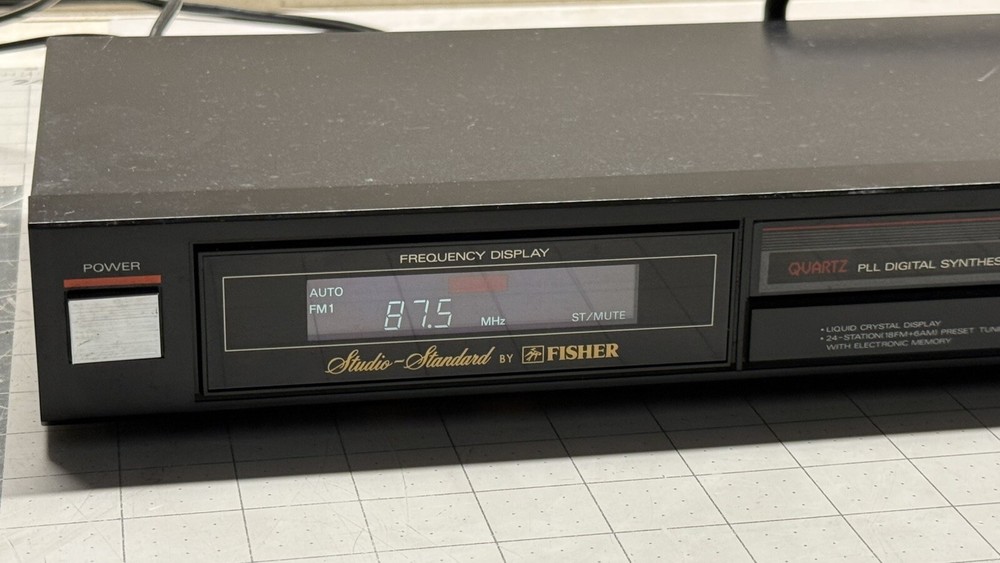 POWER
FREQUENCY DISPLAY
AUTO
FM1
87.5 MHz
ST/MUTE
Studio-Standard BY FISHER
QUARTZ PLL DIGITAL SYNTHES
• LIQUID CRYSTAL DISPLAY
• 24-STATION(18FM+6AM) PRESET TUN
WITH ELECTRONIC MEMORY